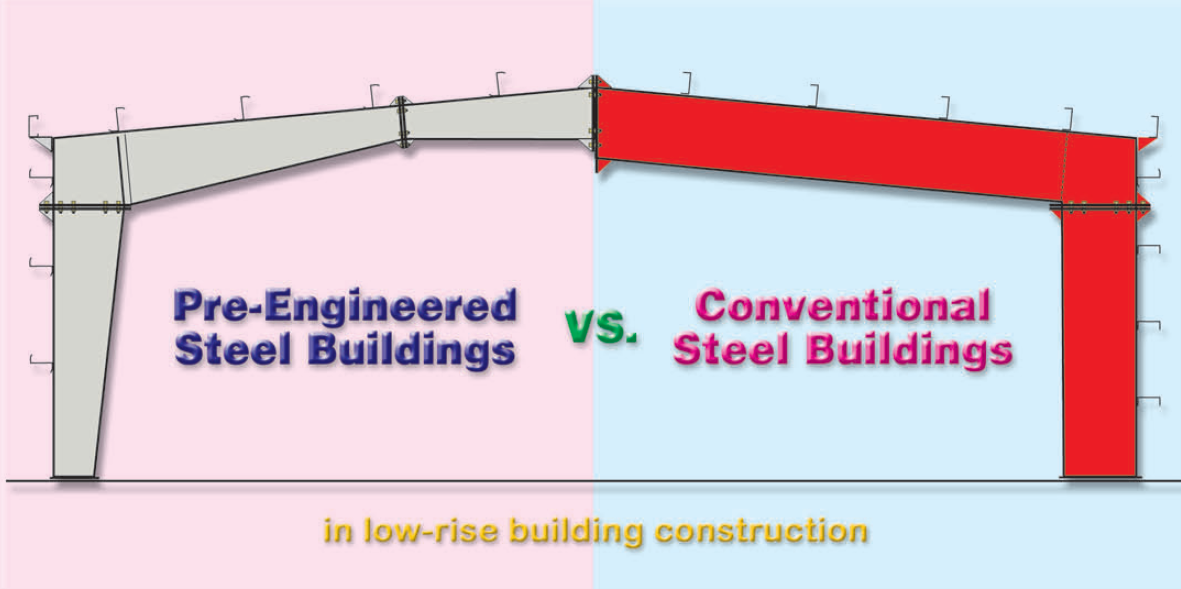 Pre-Engineered
Steel Buildings
vs.
Conventional
Steel Buildings
in low-rise building construction